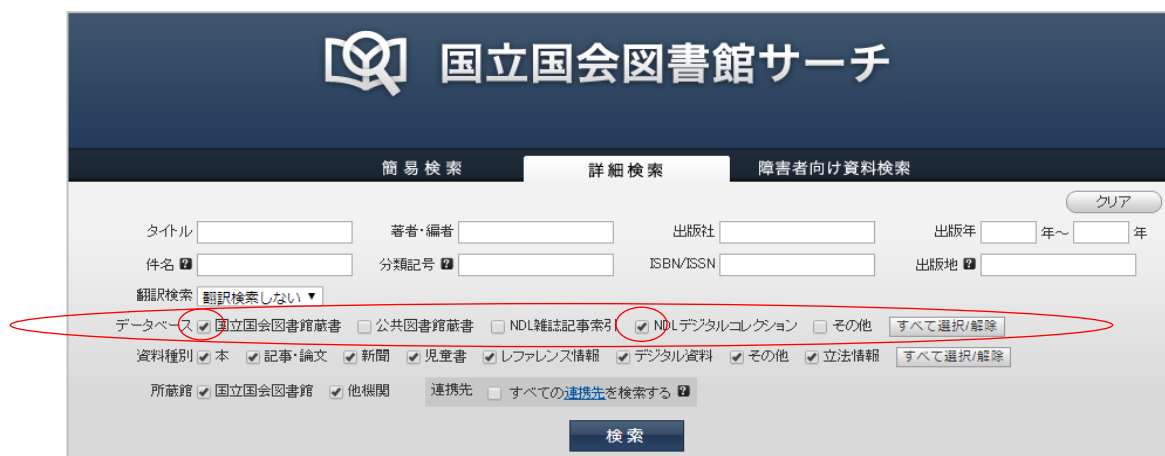 国立国会図書館サーチ
簡易検索 詳細検索 障害者向け資料検索
クリア
タイトル 著者・編者 出版社 出版年 年～ 年
件名 ? 分類記号 ? ISBN/ISSN 出版地 ?
翻訳検索 翻訳検索しない ▼
データベース 国立国会図書館蔵書 公共図書館蔵書 NDL雑誌記事索引 NDLデジタルコレクション その他 すべて選択/解除
資料種別 本 記事・論文 新聞 児童書 レファレンス情報 デジタル資料 その他 立法情報 すべて選択/解除
所蔵館 国立国会図書館 他機関 連携先 すべての連携先を検索する ?
検索